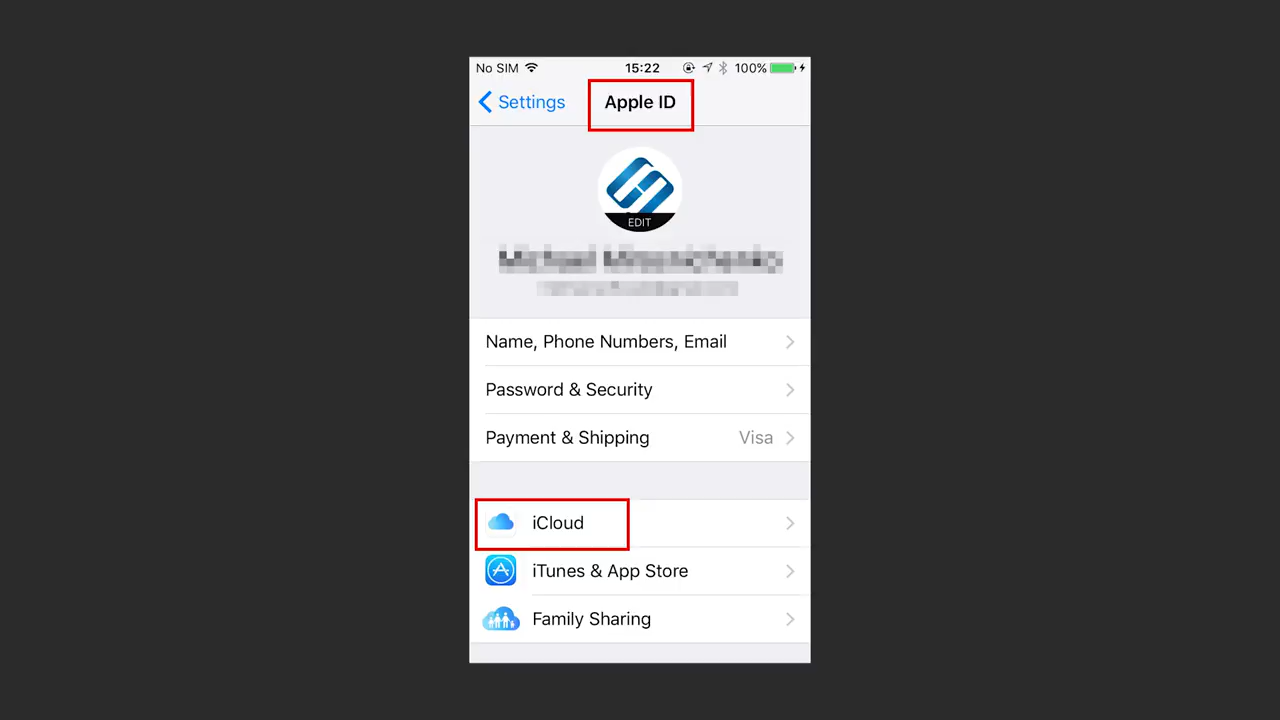 No SIM 15:22 100%
Settings Apple ID
EDIT
Name, Phone Numbers, Email
Password & Security
Payment & Shipping Visa
iCloud
iTunes & App Store
Family Sharing